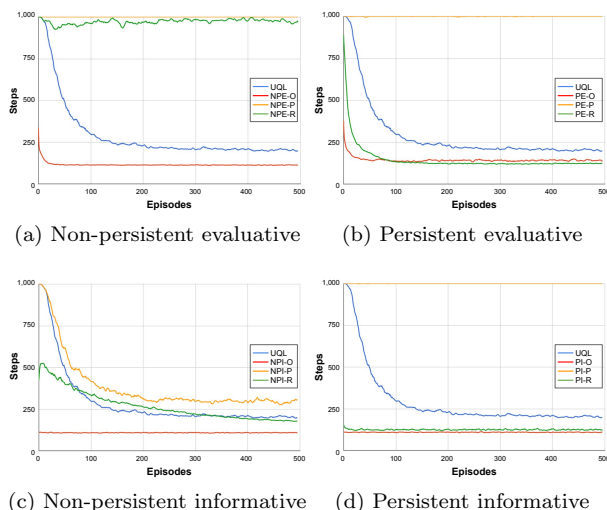 1,000
750
500
250
0
Steps
0 100 200 300 400 500
Episodes
UQL
NPE-O
NPE-P
NPE-R
(a) Non-persistent evaluative
1,000
750
500
250
0
Steps
0 100 200 300 400 500
Episodes
UQL
PE-O
PE-P
PE-R
(b) Persistent evaluative
1,000
750
500
250
0
Steps
0 100 200 300 400 500
Episodes
UQL
NPI-O
NPI-P
NPI-R
(c) Non-persistent informative
1,000
750
500
250
0
Steps
0 100 200 300 400 500
Episodes
UQL
PI-O
PI-P
PI-R
(d) Persistent informative